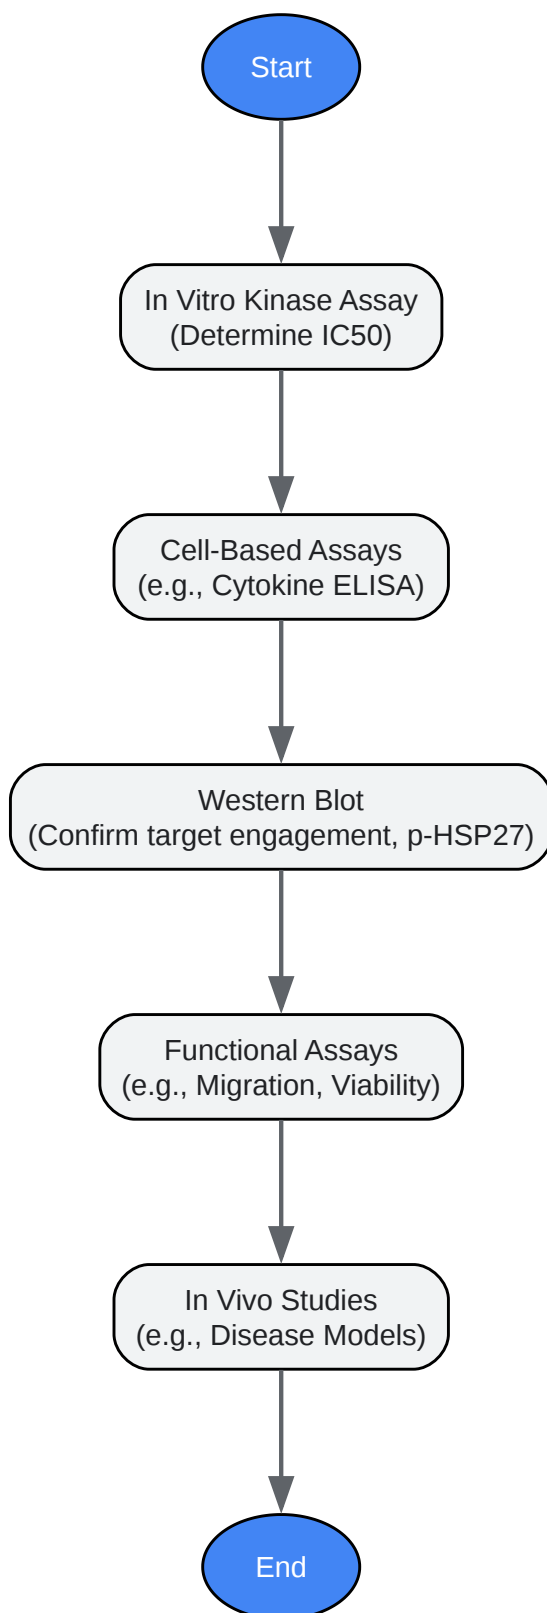 Start
In Vitro Kinase Assay
(Determine IC50)
Cell-Based Assays
(e.g., Cytokine ELISA)
Western Blot
(Confirm target engagement, p-HSP27)
Functional Assays
(e.g., Migration, Viability)
In Vivo Studies
(e.g., Disease Models)
End